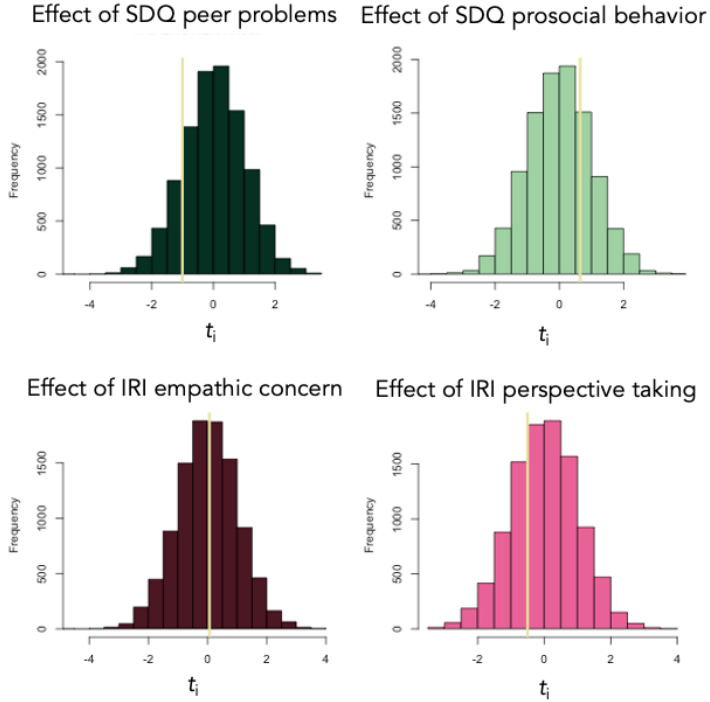 Effect of SDQ peer problems
Effect of SDQ prosocial behavior
Frequency
2000
1500
1000
500
0
-4 -2 0 2
ti
Frequency
2000
1500
1000
500
0
-4 -2 0 2
ti
Effect of IRI empathic concern
Effect of IRI perspective taking
Frequency
1500
1000
500
0
-4 -2 0 2 4
ti
Frequency
1500
1000
500
0
-2 0 2 4
ti